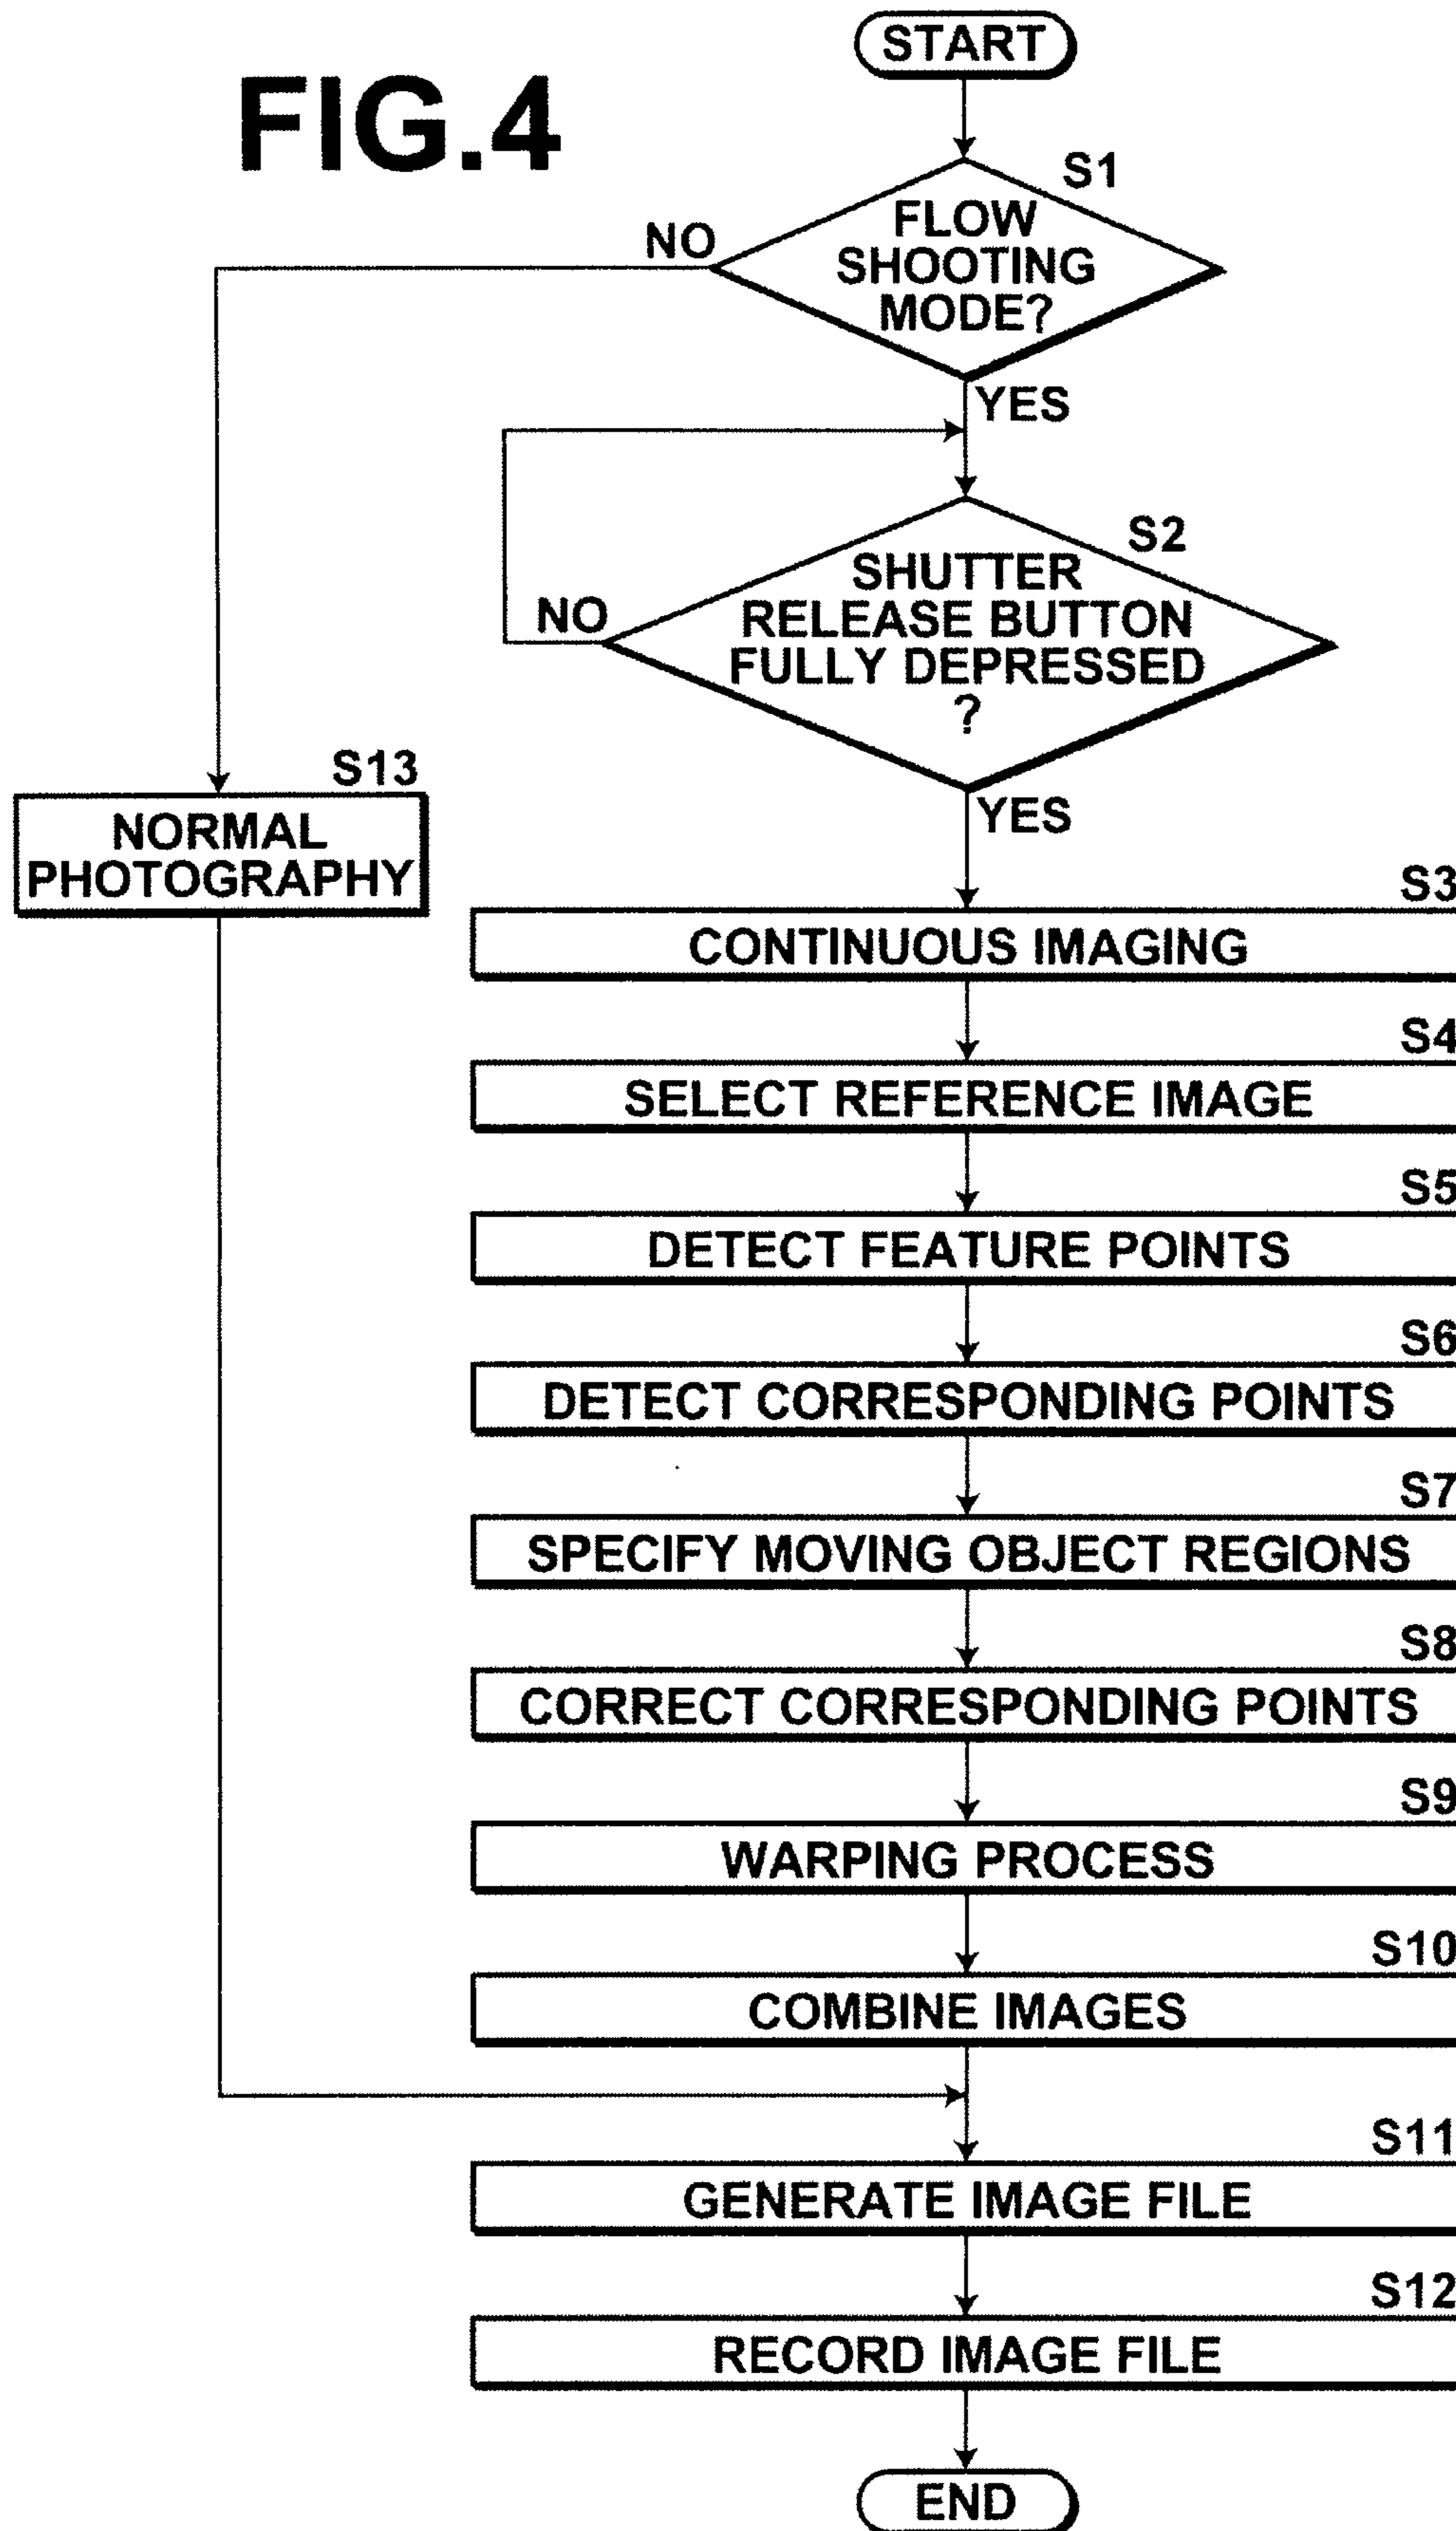 FIG.4
START
S1
FLOW
SHOOTING
MODE?
NO
YES
S2
SHUTTER
RELEASE BUTTON
FULLY DEPRESSED
?
NO
YES
S13
NORMAL
PHOTOGRAPHY
S3
CONTINUOUS IMAGING
S4
SELECT REFERENCE IMAGE
S5
DETECT FEATURE POINTS
S6
DETECT CORRESPONDING POINTS
S7
SPECIFY MOVING OBJECT REGIONS
S8
CORRECT CORRESPONDING POINTS
S9
WARPING PROCESS
S10
COMBINE IMAGES
S11
GENERATE IMAGE FILE
S12
RECORD IMAGE FILE
END